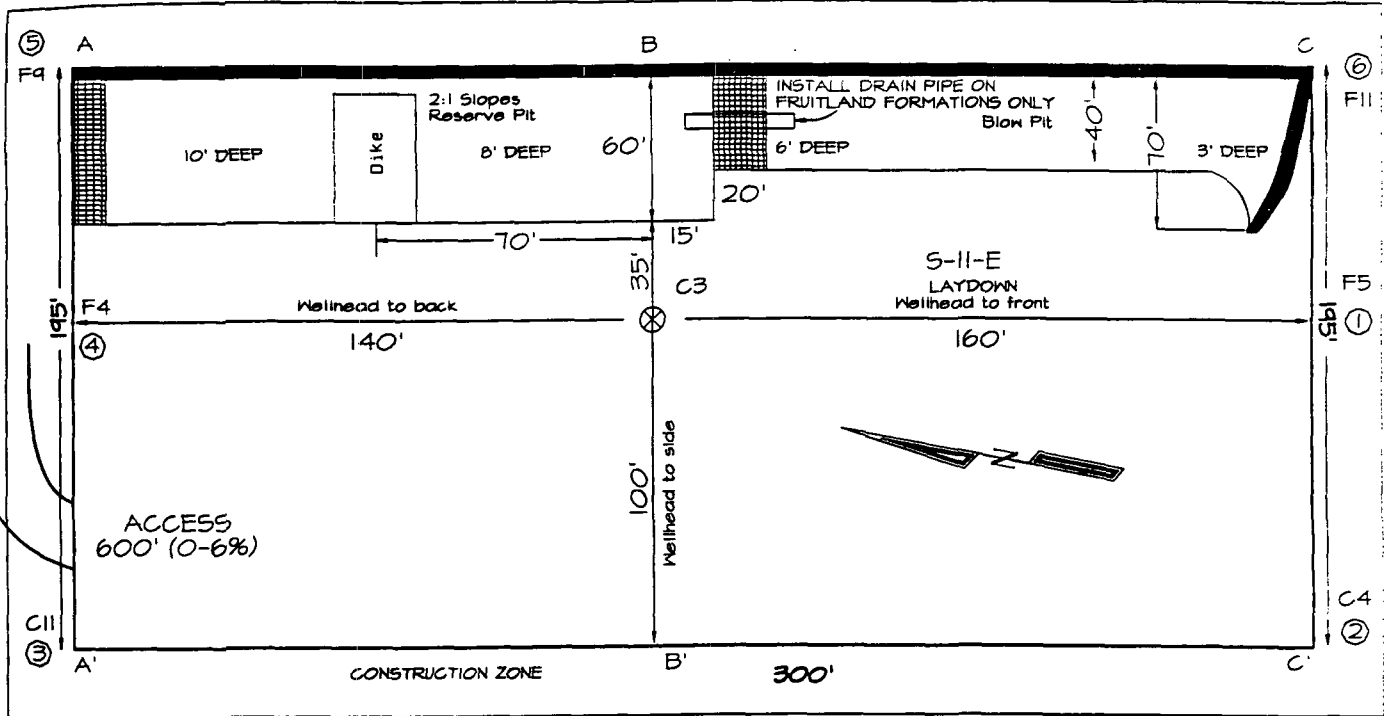 ⑤ A B C ⑥
F9 F11
2:1 Slopes
Reserve Pit
INSTALL DRAIN PIPE ON
FRUITLAND FORMATIONS ONLY
Blow Pit
10' DEEP
Dike
8' DEEP
60'
6' DEEP
40'
70'
3' DEEP
20'
70'
15'
35'
C3
S-11-E
LAYDOWN
Wellhead to front
F5
195'
F4
Wellhead to back
④
140'
160'
195'
①
100'
Wellhead to side
N
ACCESS
600' (0-6%)
C11
③
A'
C4
②
B'
C'
CONSTRUCTION ZONE
300'